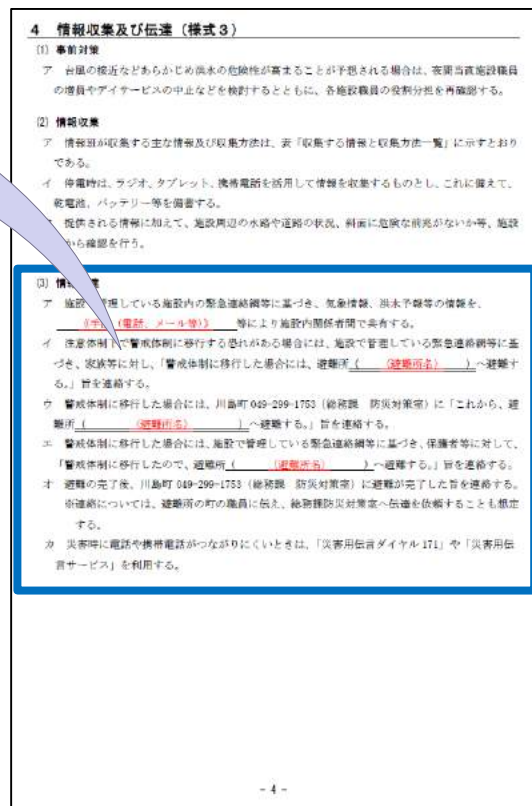 4 情報収集及び伝達(様式3)
(1) 事前対策
ア 台風の接近などあらかじめ洪水の危険性が高まることが予想される場合は、夜間当直施設職員
の増員やデイサービスの中止などを検討するとともに、各施設職員の役割分担を再確認する。
(2) 情報収集
ア 情報班が収集する主な情報及び収集方法は、表「収集する情報と収集方法一覧」に示すとおり
である。
イ 停電時は、ラジオ、タブレット、携帯電話を活用して情報を収集するものとし、これに備えて、
乾電池、バッテリー等を備蓄する。
提供される情報に加えて、施設周辺の水路や道路の状況、斜面に危険な前兆がないか等、施設
から確認を行う。
(3) 情報
ア 施設 管理している施設内の緊急連絡網等に基づき、気象情報、洪水予報等の情報を、
(電話、メール等)》 等により施設内関係者間で共有する。
イ 注意体制下で警戒体制に移行する恐れがある場合には、施設で管理している緊急連絡網等に基
づき、家族等に対し、「警戒体制に移行した場合には、避難所(《避難所名》)へ避難す
る。」旨を連絡する。
ウ 警戒体制に移行した場合には、川島町 049-299-1753(総務課 防災対策室)に「これから、避
難所(《避難所名》)へ避難する。」旨を連絡する。
エ 警戒体制に移行した場合には、施設で管理している緊急連絡網等に基づき、保護者等に対して、
「警戒体制に移行したので、避難所(《避難所名》)へ避難する。」旨を連絡する。
オ 避難の完了後、川島町 049-299-1753(総務課 防災対策室)に避難が完了した旨を連絡する。
※連絡については、避難所の町の職員に伝え、総務課防災対策室へ伝達を依頼することも想定
する。
カ 災害時に電話や携帯電話がつながりにくいときは、「災害用伝言ダイヤル171」や「災害用伝
言サービス」を利用する。
- 4 -